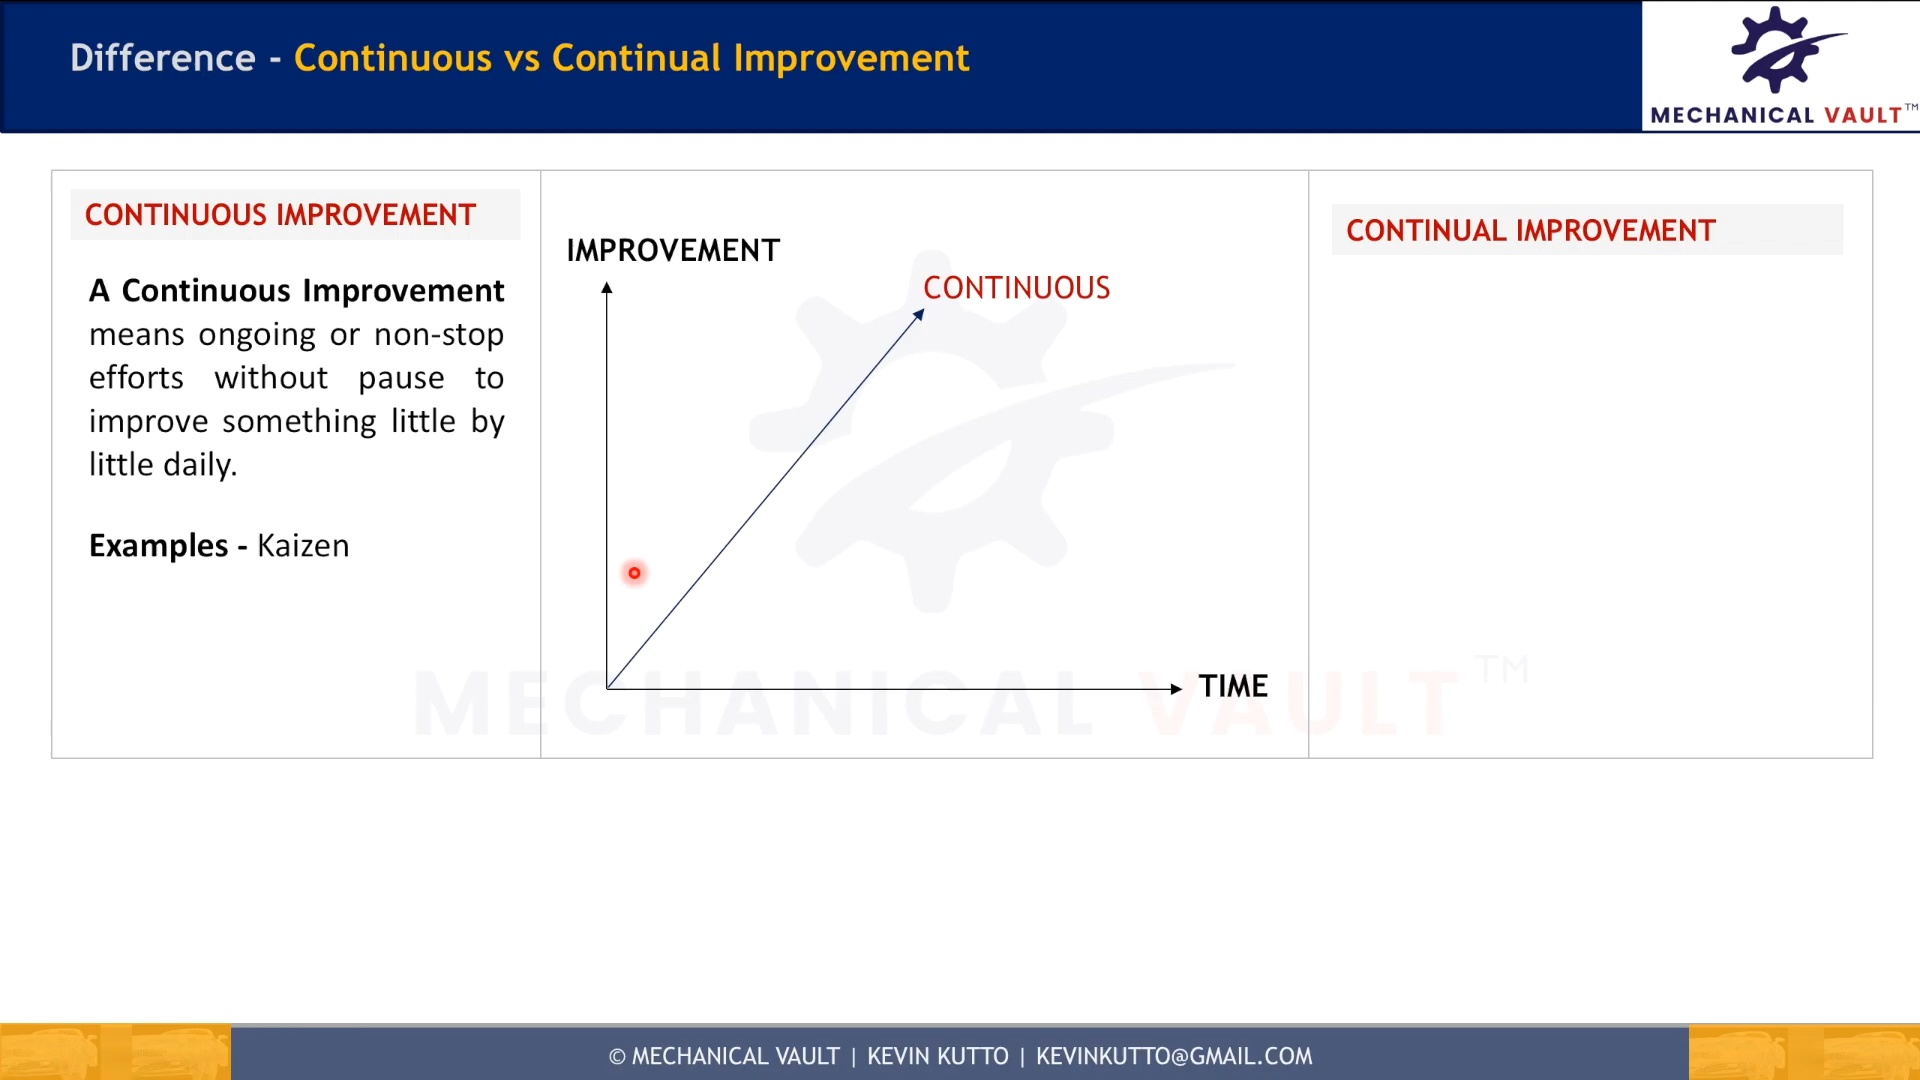 Difference - Continuous vs Continual Improvement
MECHANICAL VAULT™
CONTINUOUS IMPROVEMENT
A Continuous Improvement
means ongoing or non-stop
efforts without pause to
improve something little by
little daily.
Examples - Kaizen
IMPROVEMENT
CONTINUOUS
TIME
CONTINUAL IMPROVEMENT
MECHANICAL VAULT™
© MECHANICAL VAULT | KEVIN KUTTO | KEVINKUTTO@GMAIL.COM